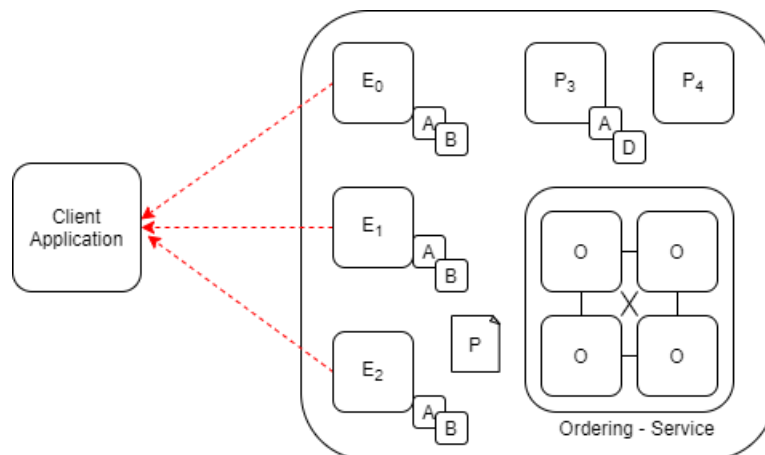 E₀
A
B
P₃
A
D
P₄
Client
Application
E₁
A
B
P
E₂
A
B
O
O
O
O
Ordering - Service